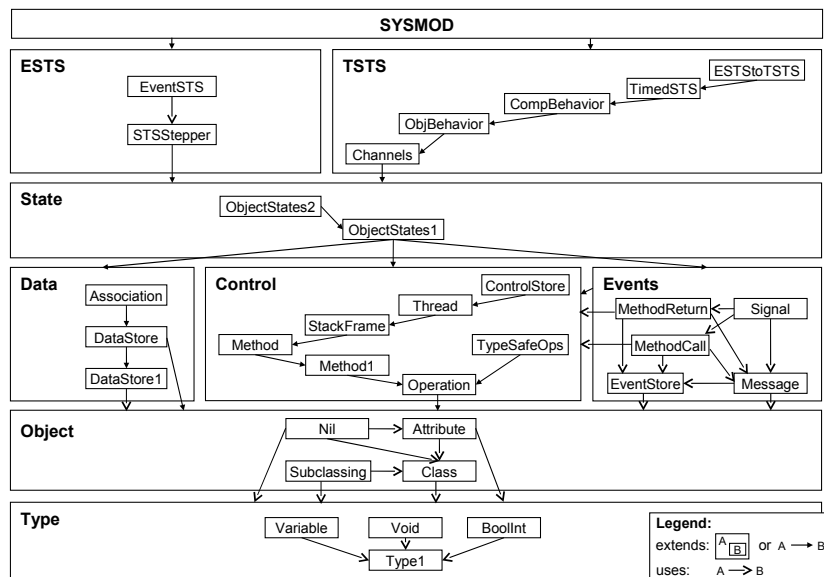 SYSMOD
ESTS
TSTS
EventSTS
ESTStoTSTS
TimedSTS
CompBehavior
ObjBehavior
STSStepper
Channels
State
ObjectStates2
ObjectStates1
Data
Control
Events
Association
ControlStore
Thread
MethodReturn
Signal
StackFrame
DataStore
Method
TypeSafeOps
MethodCall
Method1
DataStore1
Operation
EventStore
Message
Object
Nil
Attribute
Subclassing
Class
Type
Variable
Void
BoolInt
Type1
Legend:
extends: A B or A B
uses: A B